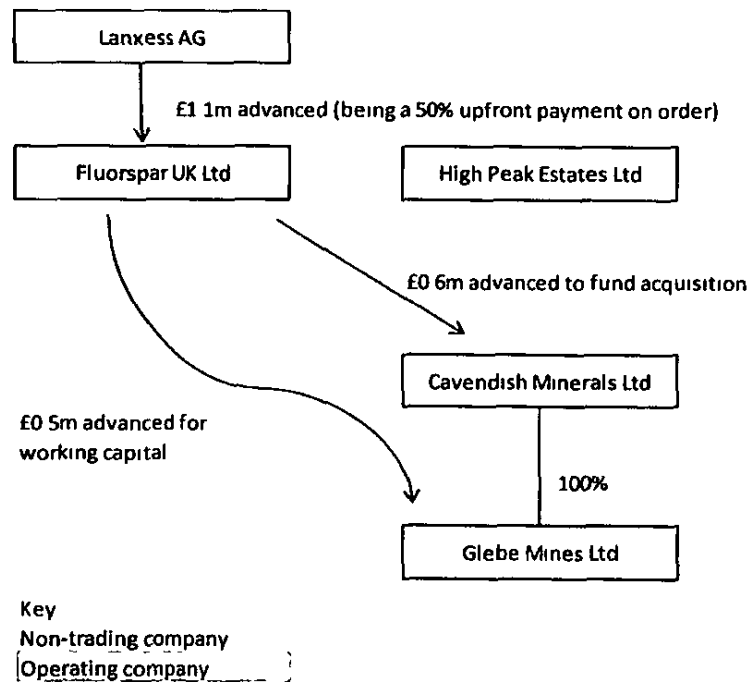 Lanxess AG
£1 1m advanced (being a 50% upfront payment on order)
Fluorspar UK Ltd
High Peak Estates Ltd
£0 6m advanced to fund acquisition
Cavendish Minerals Ltd
£0 5m advanced for
working capital
100%
Glebe Mines Ltd
Key
Non-trading company
Operating company